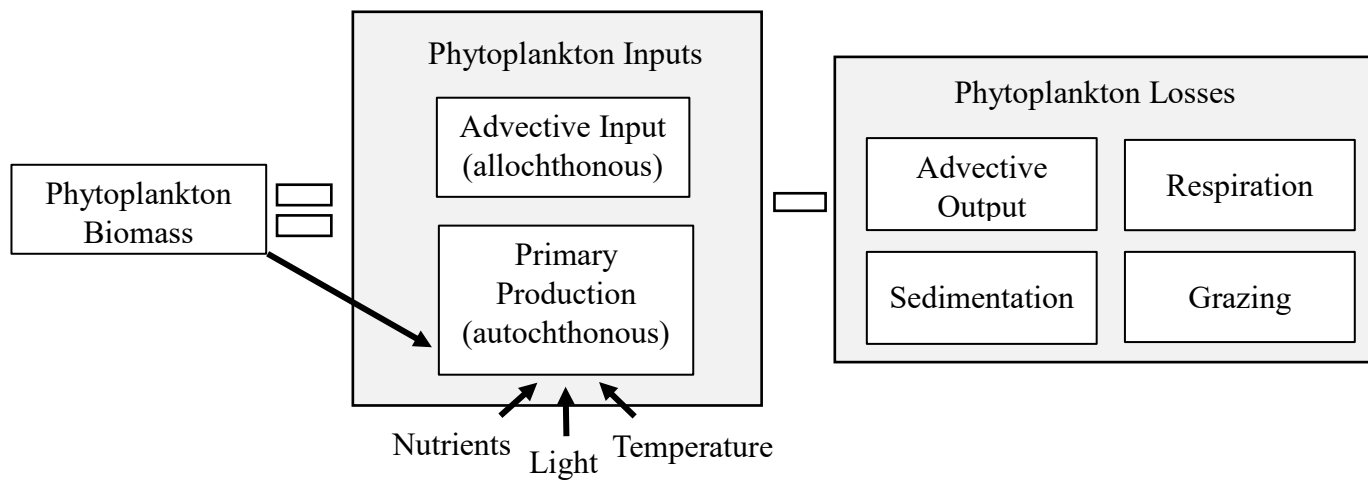 Phytoplankton
Biomass
Phytoplankton Inputs
Advective Input
(allochthonous)
Primary
Production
(autochthonous)
Nutrients
Light
Temperature
Phytoplankton Losses
Advective
Output
Respiration
Sedimentation
Grazing